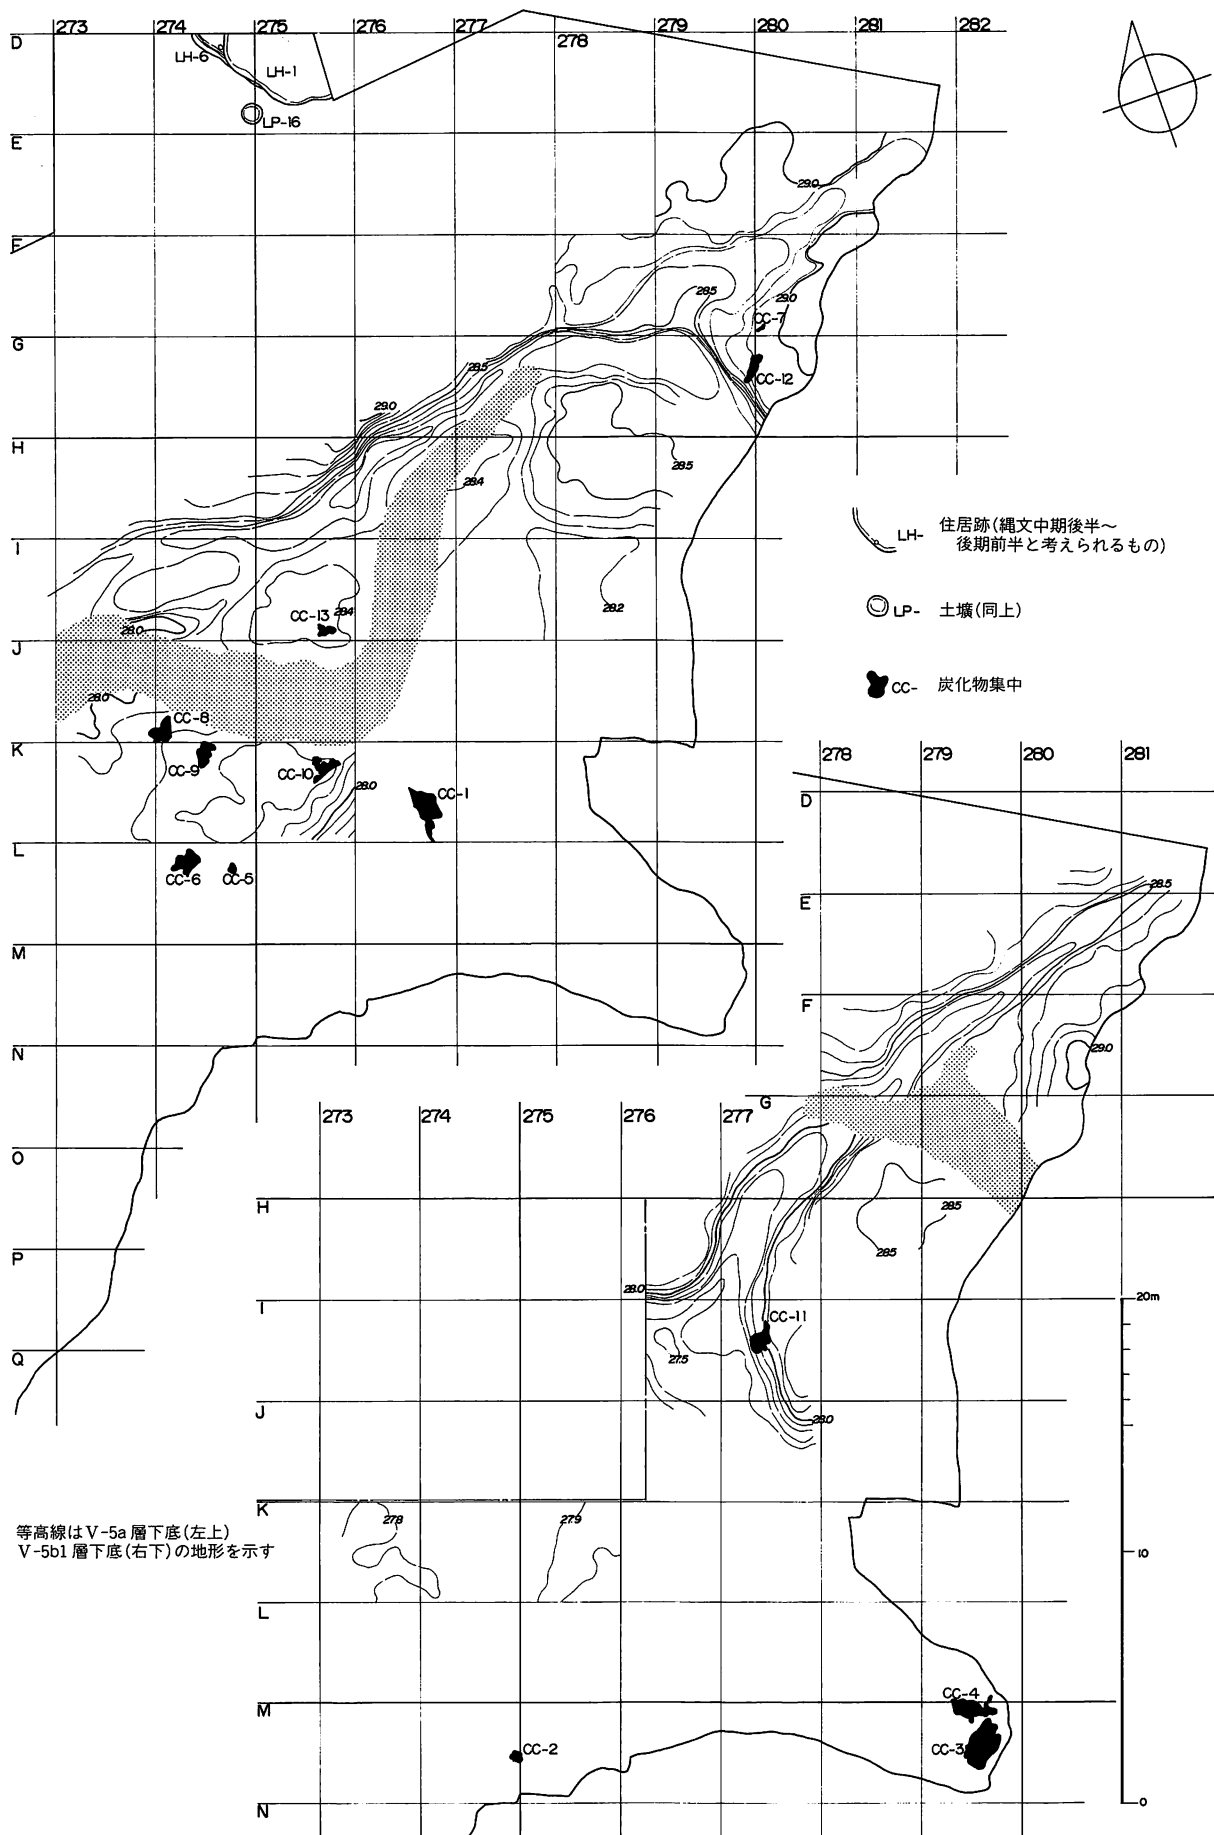 273 274 275 276 277 278 279 280 281 282
D
LH-6
LH-1
LP-16
E
29.0
F
28.5
29.0
CC-7
G
28.5
CC-12
29.0
H
28.5
28.4
LH- 住居跡(縄文中期後半～
後期前半と考えられるもの)
I
28.2
LP- 土壙(同上)
CC-13
28.4
28.0
J
CC- 炭化物集中
28.0
CC-8
K
CC-9
CC-10
28.0
CC-1
L
CC-6
CC-5
M
N
O
P
Q
278 279 280 281
D
28.5
E
F
29.0
G
273 274 275 276 277
H
28.5
28.5
28.0
I
20m
CC-11
27.5
J
28.0
K
27.8
27.9
等高線はV-5a層下底(左上)
V-5b1層下底(右下)の地形を示す
10
L
CC-4
M
CC-2
CC-3
N
0